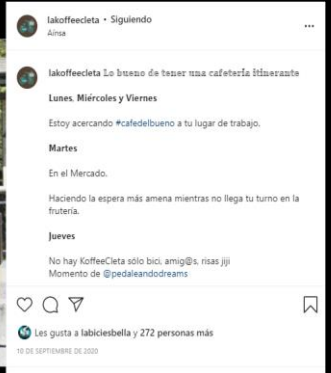 lakoffeecleta • Siguiendo
Aínsa
lakoffeecleta Lo bueno de tener una cafetería itinerante
Lunes, Miércoles y Viernes
Estoy acercando #cafedelbueno a tu lugar de trabajo.
Martes
En el Mercado.
Haciendo la espera más amena mientras no llega tu turno en la
frutería.
Jueves
No hay KoffeeCleta sólo bici, amig@s, risas jiji
Momento de @pedaleandodreams
Les gusta a labiciesbella y 272 personas más
10 DE SEPTIEMBRE DE 2020